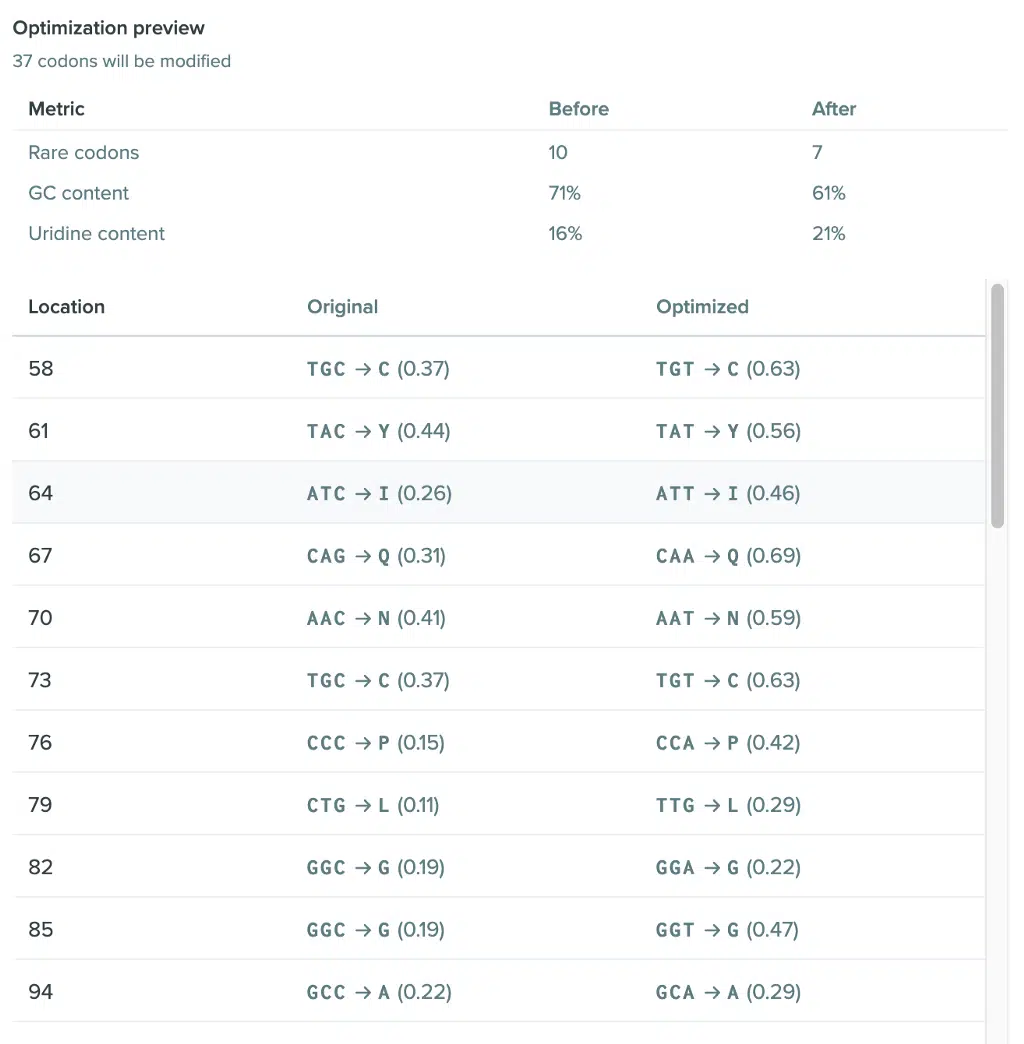 Optimization preview
37 codons will be modified
Metric Before After
Rare codons 10 7
GC content 71% 61%
Uridine content 16% 21%
Location Original Optimized
58 TGC → C (0.37) TGT → C (0.63)
61 TAC → Y (0.44) TAT → Y (0.56)
64 ATC → I (0.26) ATT → I (0.46)
67 CAG → Q (0.31) CAA → Q (0.69)
70 AAC → N (0.41) AAT → N (0.59)
73 TGC → C (0.37) TGT → C (0.63)
76 CCC → P (0.15) CCA → P (0.42)
79 CTG → L (0.11) TTG → L (0.29)
82 GGC → G (0.19) GGA → G (0.22)
85 GGC → G (0.19) GGT → G (0.47)
94 GCC → A (0.22) GCA → A (0.29)